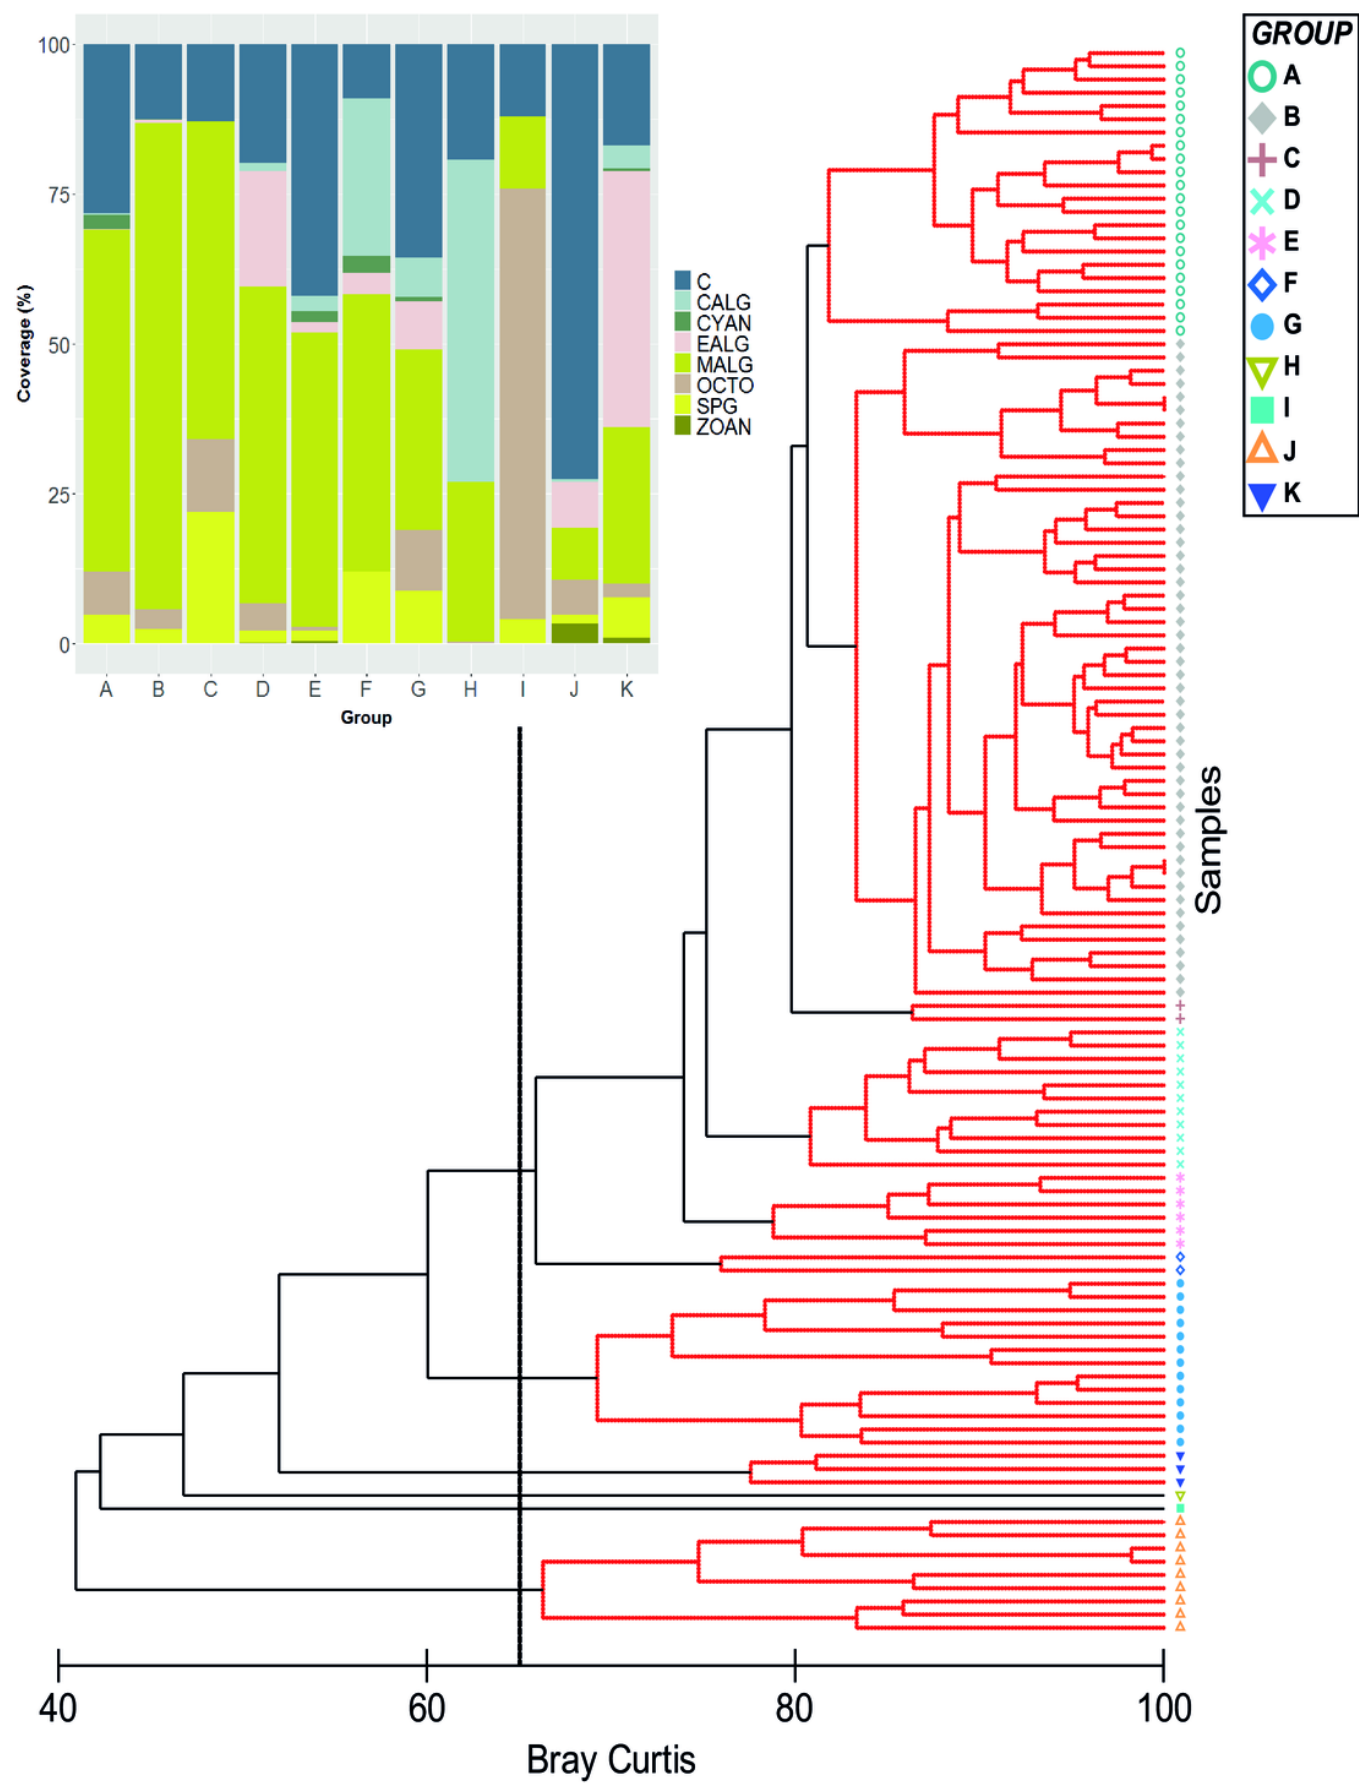 100
75
50
25
0
Coverage (%)
A B C D E F G H I J K
Group
C
CALG
CYAN
EALG
MALG
OCTO
SPG
ZOAN
GROUP
A
B
C
D
E
F
G
H
I
J
K
Samples
40 60 80 100
Bray Curtis